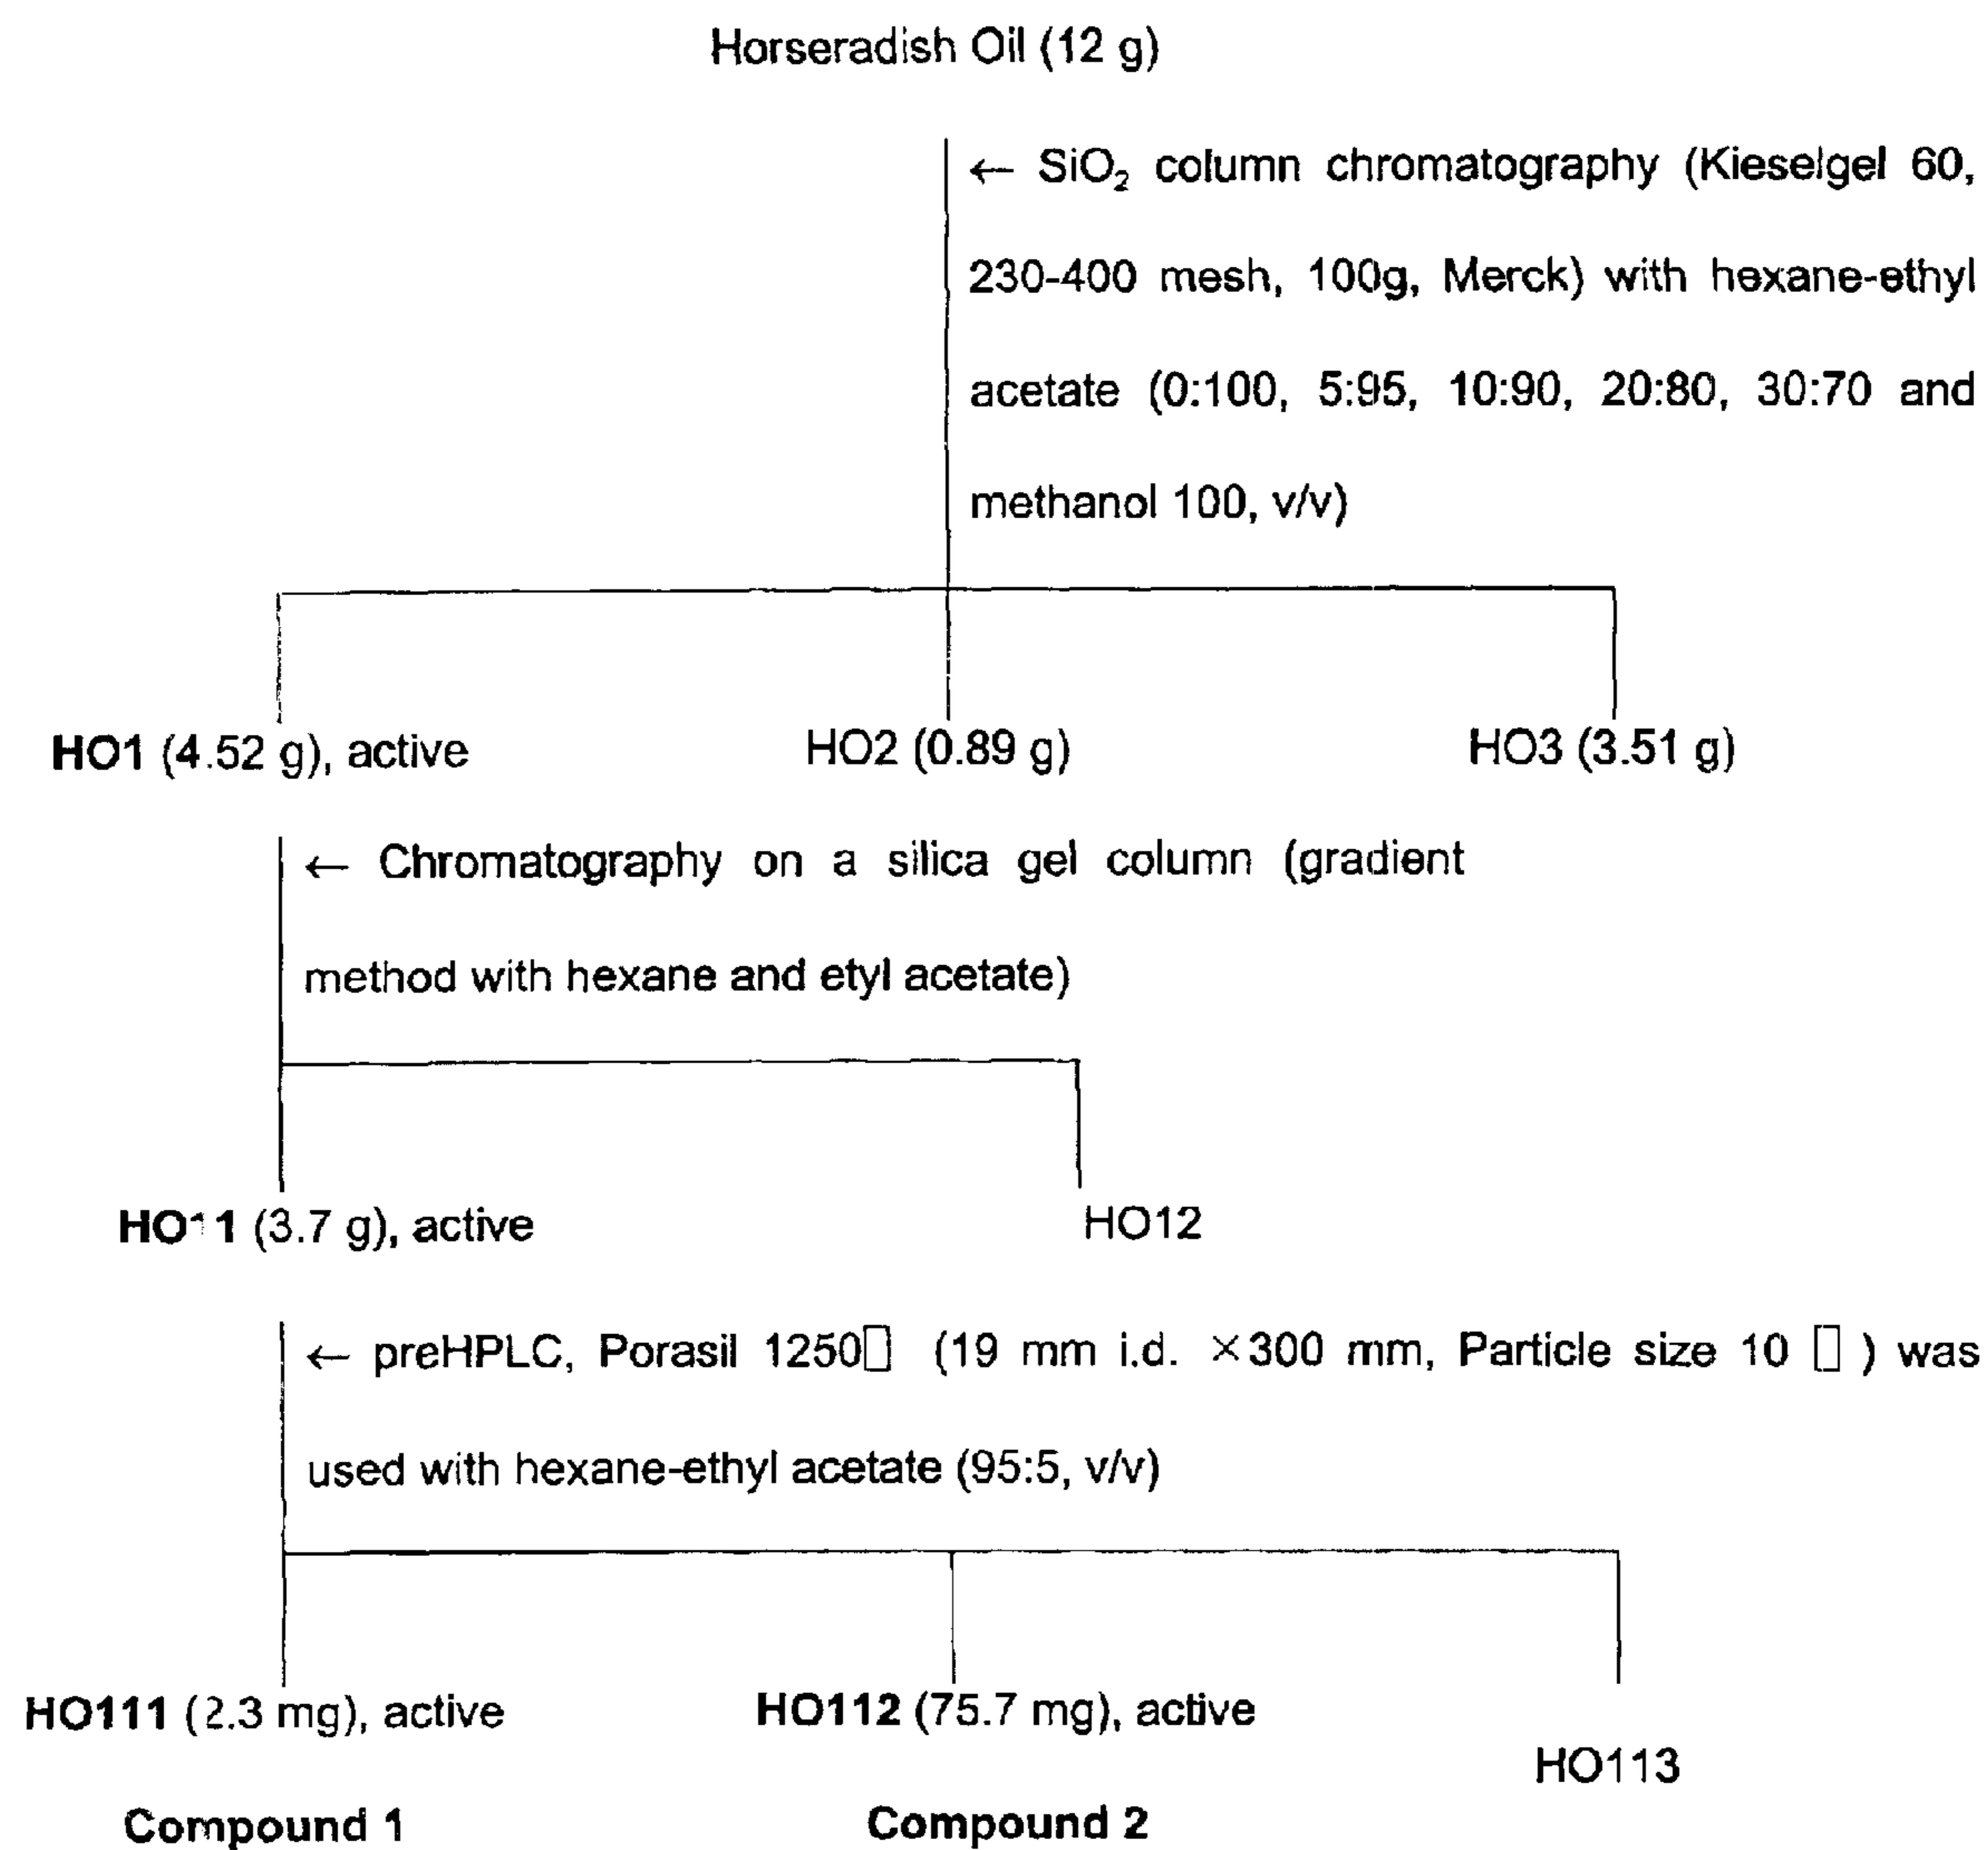 Horseradish Oil (12 g)
← SiO₂ column chromatography (Kieselgel 60,
230-400 mesh, 100g, Merck) with hexane-ethyl
acetate (0:100, 5:95, 10:90, 20:80, 30:70 and
methanol 100, v/v)
HO1 (4.52 g), active
HO2 (0.89 g)
HO3 (3.51 g)
← Chromatography on a silica gel column (gradient
method with hexane and etyl acetate)
HO11 (3.7 g), active
HO12
← preHPLC, Porasil 1250□ (19 mm i.d. ×300 mm, Particle size 10 □ ) was
used with hexane-ethyl acetate (95:5, v/v)
HO111 (2.3 mg), active
HO112 (75.7 mg), active
HO113
Compound 1
Compound 2